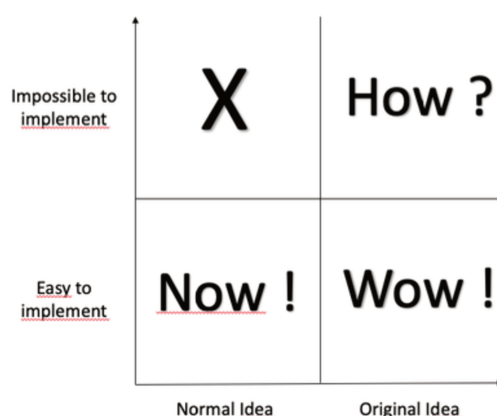 Impossible to
implement
X
How ?
Easy to
implement
Now !
Wow !
Normal Idea
Original Idea